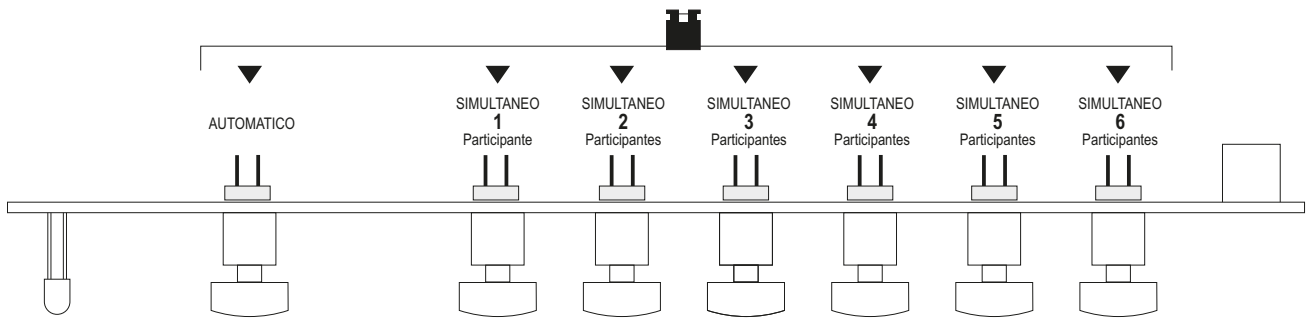 AUTOMATICO
SIMULTANEO
1
Participante
SIMULTANEO
2
Participantes
SIMULTANEO
3
Participantes
SIMULTANEO
4
Participantes
SIMULTANEO
5
Participantes
SIMULTANEO
6
Participantes